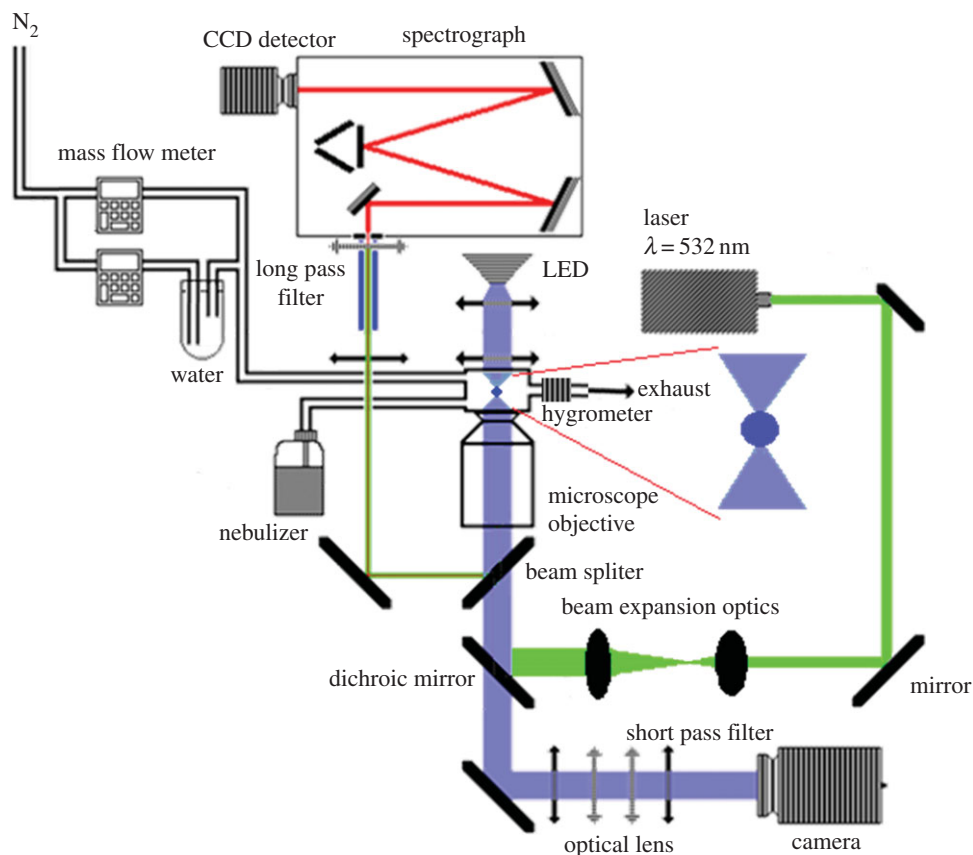 N₂
CCD detector
spectrograph
mass flow meter
long pass
filter
LED
laser
λ = 532 nm
water
exhaust
hygrometer
nebulizer
microscope
objective
beam spliter
beam expansion optics
dichroic mirror
mirror
short pass filter
optical lens
camera